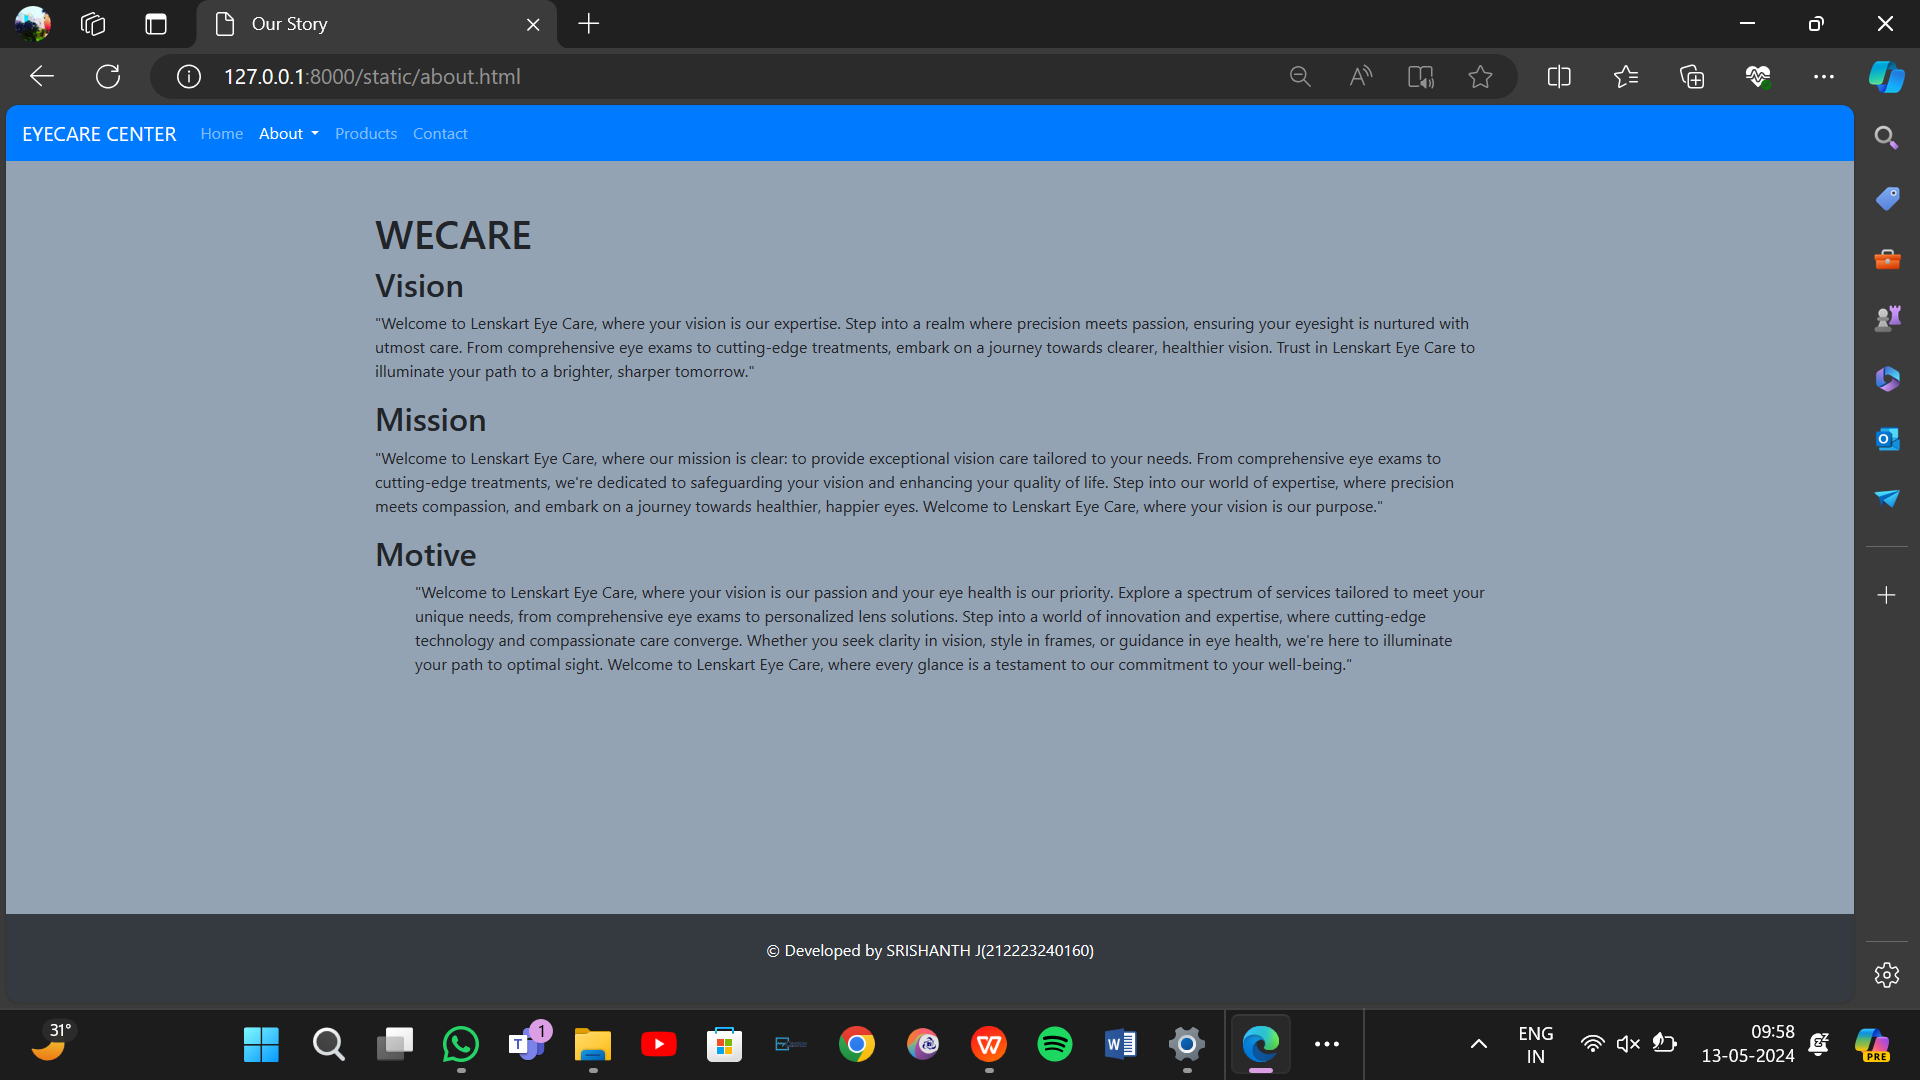 Our Story
127.0.0.1:8000/static/about.html
EYECARE CENTER Home About Products Contact
WECARE
Vision
"Welcome to Lenskart Eye Care, where your vision is our expertise. Step into a realm where precision meets passion, ensuring your eyesight is nurtured with
utmost care. From comprehensive eye exams to cutting-edge treatments, embark on a journey towards clearer, healthier vision. Trust in Lenskart Eye Care to
illuminate your path to a brighter, sharper tomorrow."
Mission
"Welcome to Lenskart Eye Care, where our mission is clear: to provide exceptional vision care tailored to your needs. From comprehensive eye exams to
cutting-edge treatments, we're dedicated to safeguarding your vision and enhancing your quality of life. Step into our world of expertise, where precision
meets compassion, and embark on a journey towards healthier, happier eyes. Welcome to Lenskart Eye Care, where your vision is our purpose."
Motive
"Welcome to Lenskart Eye Care, where your vision is our passion and your eye health is our priority. Explore a spectrum of services tailored to meet your
unique needs, from comprehensive eye exams to personalized lens solutions. Step into a world of innovation and expertise, where cutting-edge
technology and compassionate care converge. Whether you seek clarity in vision, style in frames, or guidance in eye health, we're here to illuminate
your path to optimal sight. Welcome to Lenskart Eye Care, where every glance is a testament to our commitment to your well-being."
© Developed by SRISHANTH J(212223240160)
31°
1
ENG
IN
09:58
13-05-2024
PRE